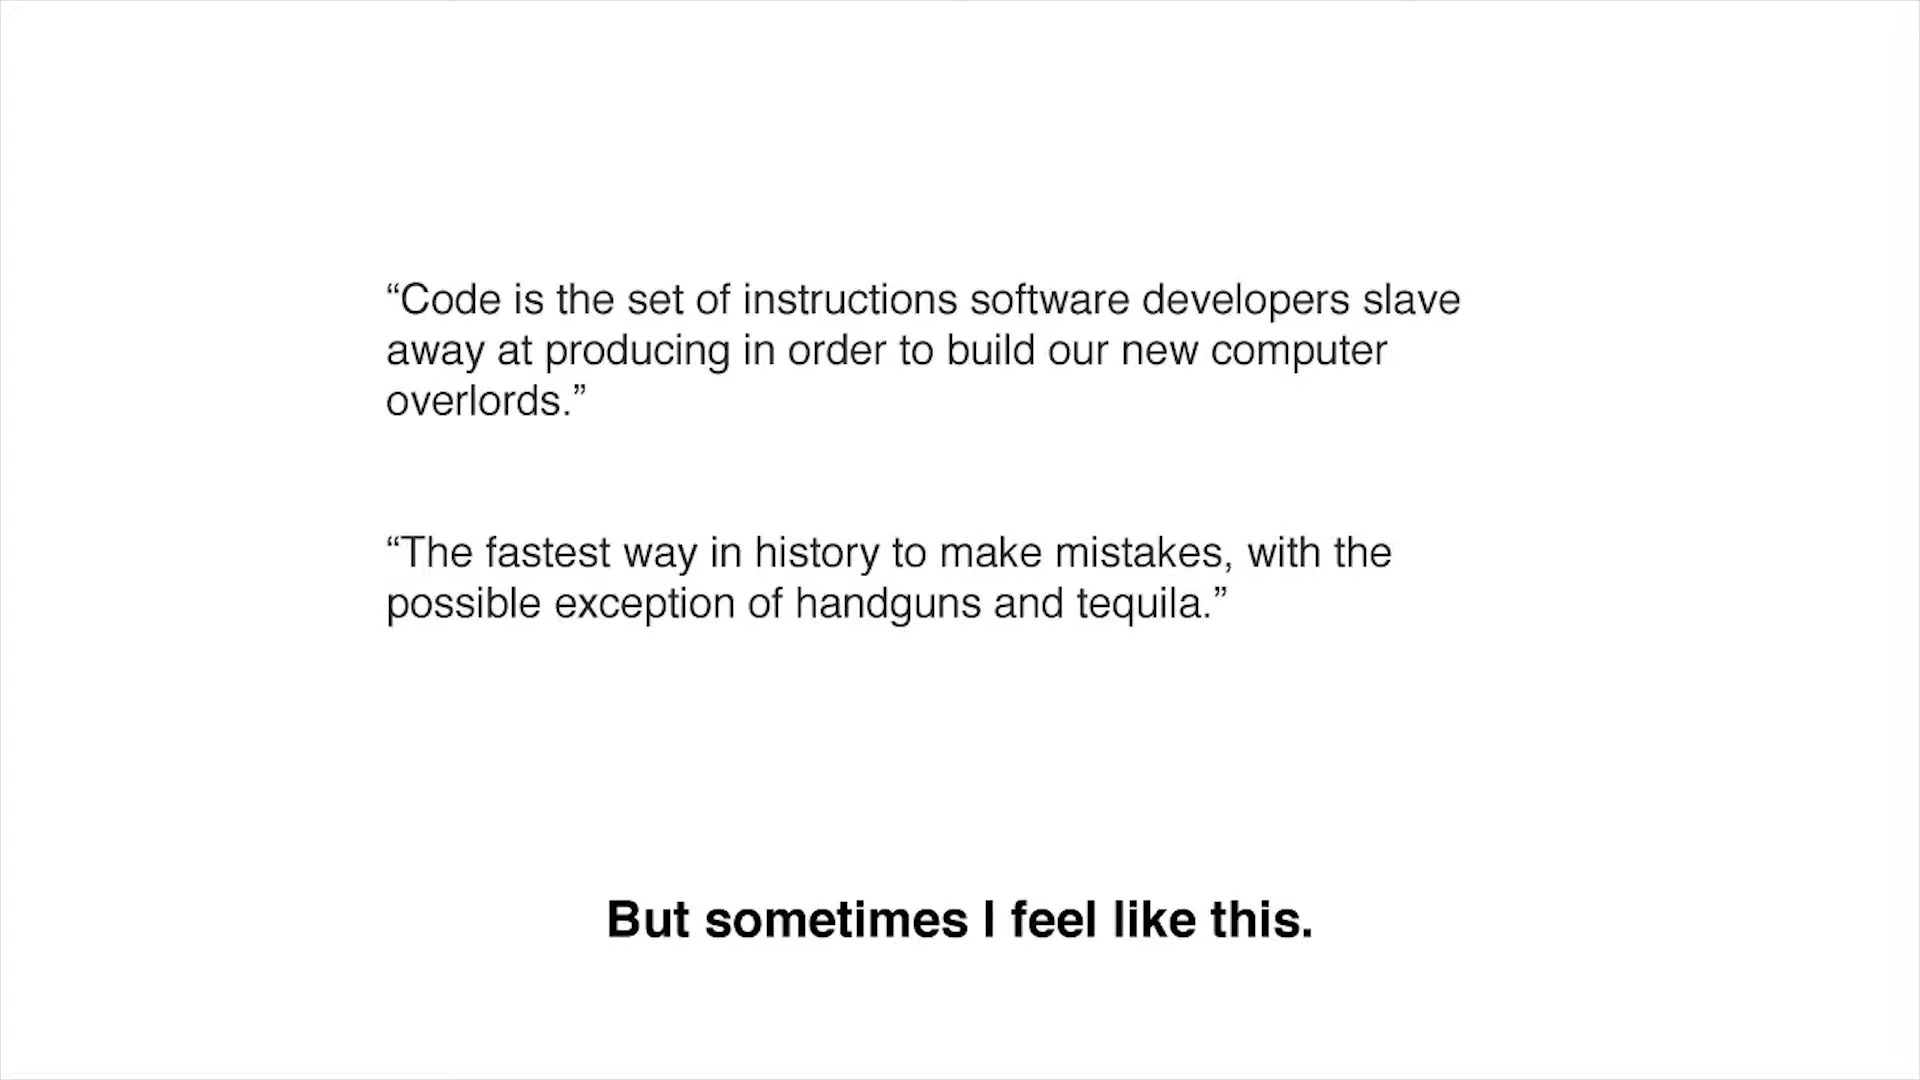 “Code is the set of instructions software developers slave
away at producing in order to build our new computer
overlords.”
“The fastest way in history to make mistakes, with the
possible exception of handguns and tequila.”
But sometimes I feel like this.